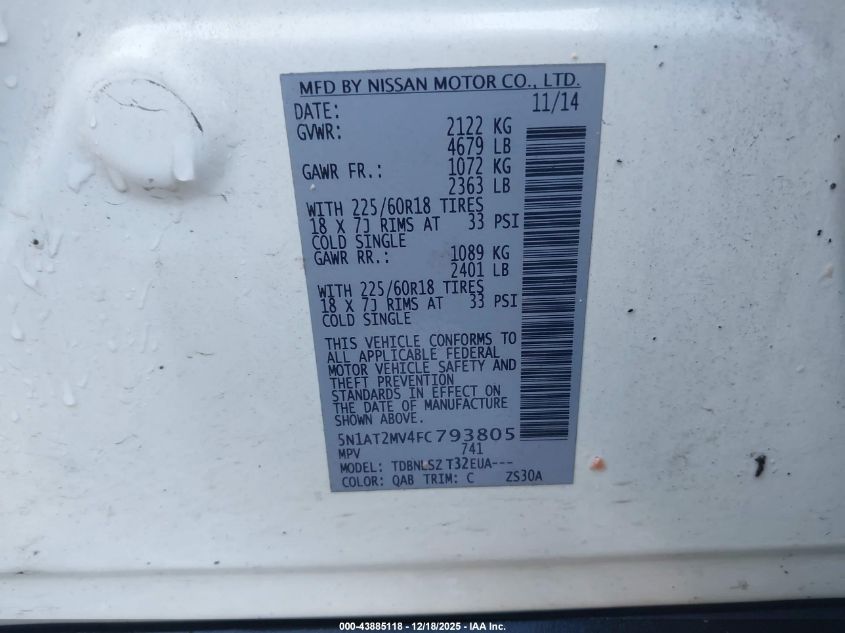 MFD BY NISSAN MOTOR CO., LTD.
DATE: 11/14
GVWR: 2122 KG
4679 LB
GAWR FR.: 1072 KG
2363 LB
WITH 225/60R18 TIRES
18 X 7J RIMS AT 33 PSI
COLD SINGLE
GAWR RR.: 1089 KG
2401 LB
WITH 225/60R18 TIRES
18 X 7J RIMS AT 33 PSI
COLD SINGLE
THIS VEHICLE CONFORMS TO
ALL APPLICABLE FEDERAL
MOTOR VEHICLE SAFETY AND
THEFT PREVENTION
STANDARDS IN EFFECT ON
THE DATE OF MANUFACTURE
SHOWN ABOVE.
5N1AT2MV4FC793805
MPV 741
MODEL: TDBNLSZ T32EUA---
COLOR: QAB TRIM: C ZS30A
000-43885118 - 12/18/2025 - IAA Inc.